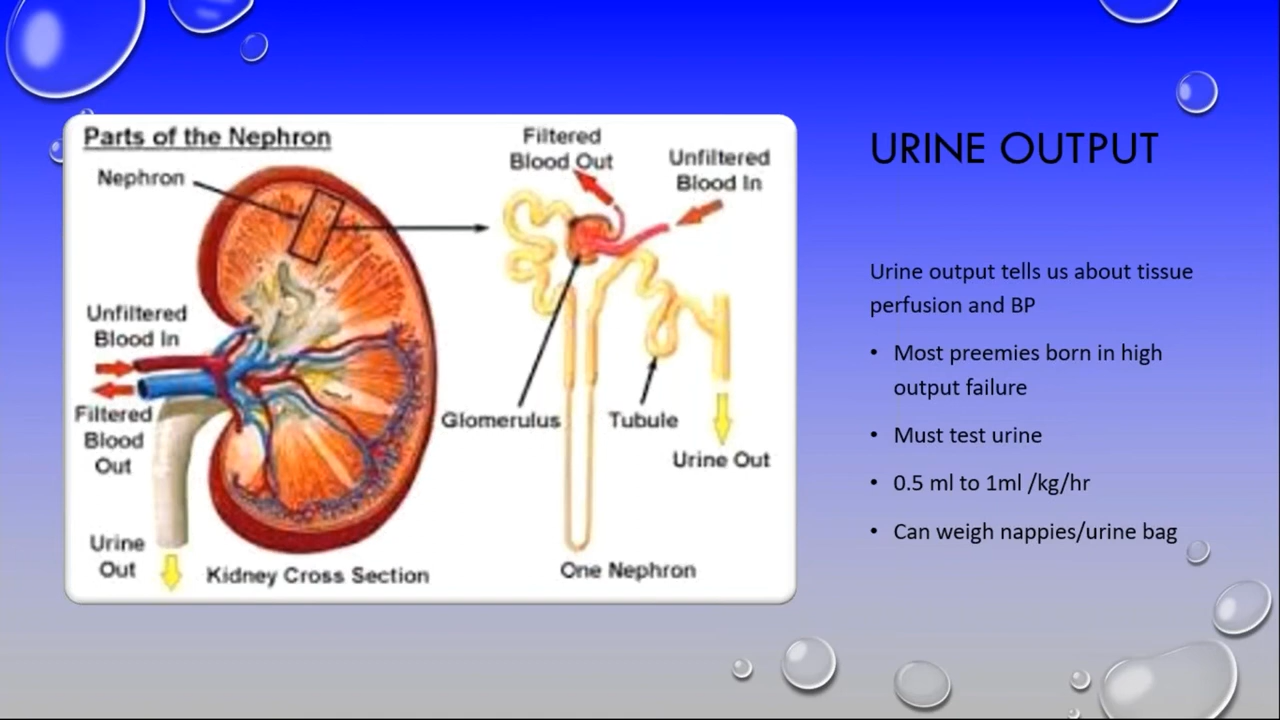 Parts of the Nephron
Nephron
Unfiltered
Blood In
Filtered
Blood
Out
Urine
Out
Kidney Cross Section
Filtered
Blood Out
Unfiltered
Blood In
Glomerulus
Tubule
Urine Out
One Nephron
URINE OUTPUT
Urine output tells us about tissue
perfusion and BP
• Most preemies born in high
output failure
• Must test urine
• 0.5 ml to 1ml /kg/hr
• Can weigh nappies/urine bag